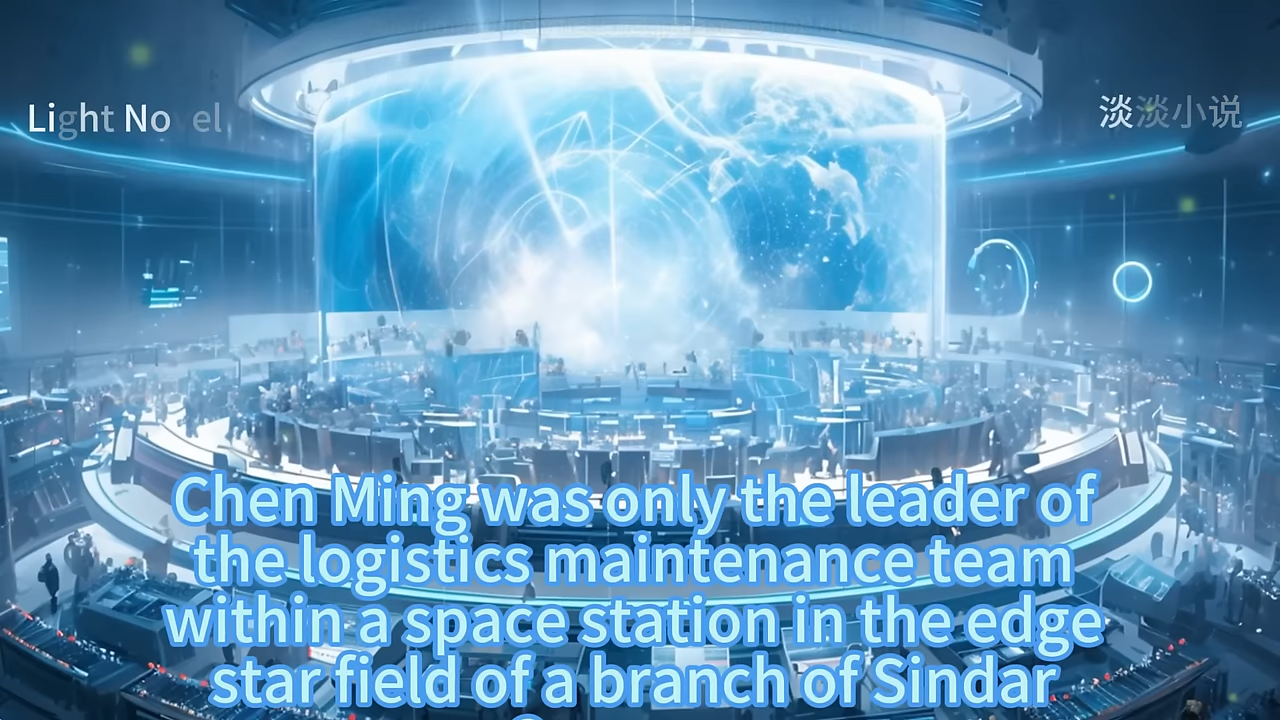 Light No el
淡淡小说
Chen Ming was only the leader of
the logistics maintenance team
within a space station in the edge
star field of a branch of Sindar